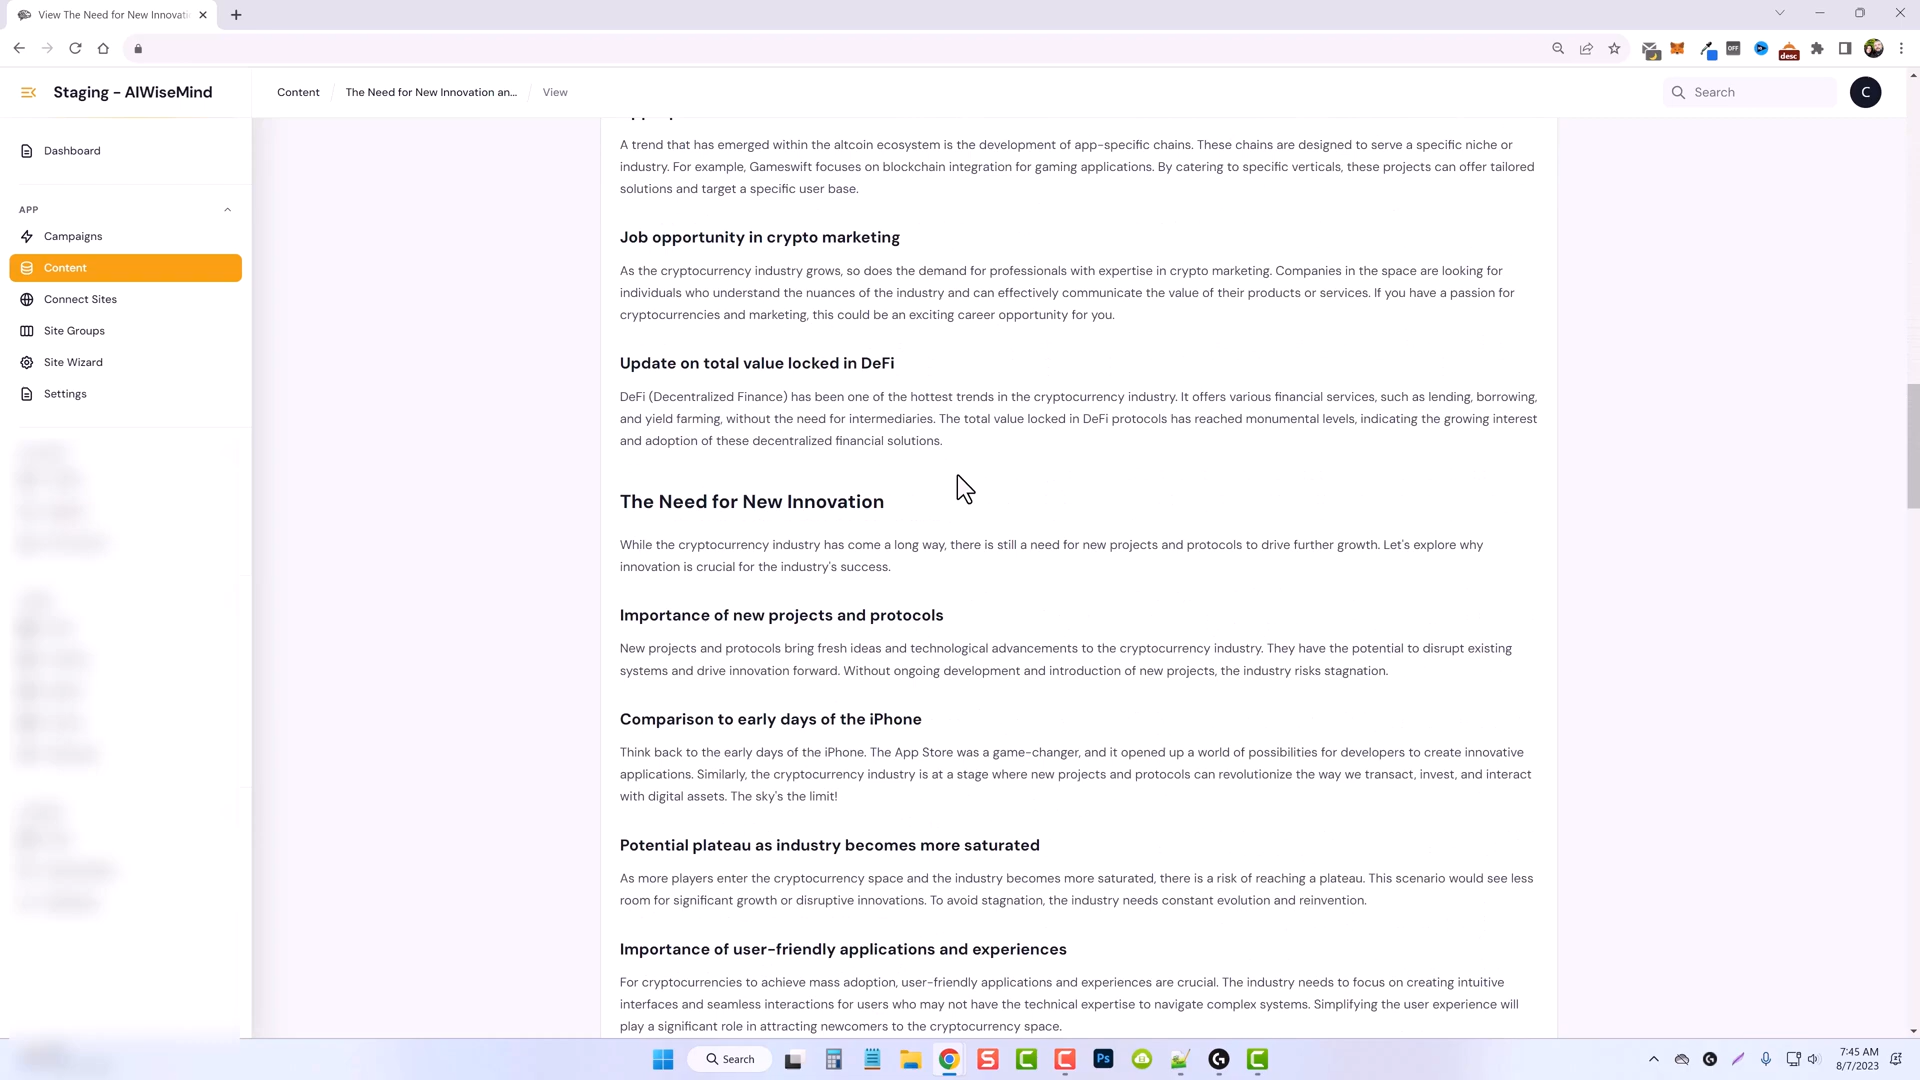 View The Need for New Innovati
Staging - AIWiseMind
Content
The Need for New Innovation an...
View
Search
C
Dashboard
APP
Campaigns
Content
Connect Sites
Site Groups
Site Wizard
Settings
A trend that has emerged within the altcoin ecosystem is the development of app-specific chains. These chains are designed to serve a specific niche or
industry. For example, Gameswift focuses on blockchain integration for gaming applications. By catering to specific verticals, these projects can offer tailored
solutions and target a specific user base.
Job opportunity in crypto marketing
As the cryptocurrency industry grows, so does the demand for professionals with expertise in crypto marketing. Companies in the space are looking for
individuals who understand the nuances of the industry and can effectively communicate the value of their products or services. If you have a passion for
cryptocurrencies and marketing, this could be an exciting career opportunity for you.
Update on total value locked in DeFi
DeFi (Decentralized Finance) has been one of the hottest trends in the cryptocurrency industry. It offers various financial services, such as lending, borrowing,
and yield farming, without the need for intermediaries. The total value locked in DeFi protocols has reached monumental levels, indicating the growing interest
and adoption of these decentralized financial solutions.
The Need for New Innovation
While the cryptocurrency industry has come a long way, there is still a need for new projects and protocols to drive further growth. Let's explore why
innovation is crucial for the industry's success.
Importance of new projects and protocols
New projects and protocols bring fresh ideas and technological advancements to the cryptocurrency industry. They have the potential to disrupt existing
systems and drive innovation forward. Without ongoing development and introduction of new projects, the industry risks stagnation.
Comparison to early days of the iPhone
Think back to the early days of the iPhone. The App Store was a game-changer, and it opened up a world of possibilities for developers to create innovative
applications. Similarly, the cryptocurrency industry is at a stage where new projects and protocols can revolutionize the way we transact, invest, and interact
with digital assets. The sky's the limit!
Potential plateau as industry becomes more saturated
As more players enter the cryptocurrency space and the industry becomes more saturated, there is a risk of reaching a plateau. This scenario would see less
room for significant growth or disruptive innovations. To avoid stagnation, the industry needs constant evolution and reinvention.
Importance of user-friendly applications and experiences
For cryptocurrencies to achieve mass adoption, user-friendly applications and experiences are crucial. The industry needs to focus on creating intuitive
interfaces and seamless interactions for users who may not have the technical expertise to navigate complex systems. Simplifying the user experience will
play a significant role in attracting newcomers to the cryptocurrency space.
OFF
desc
Search
Ps
7:45 AM
8/7/2023